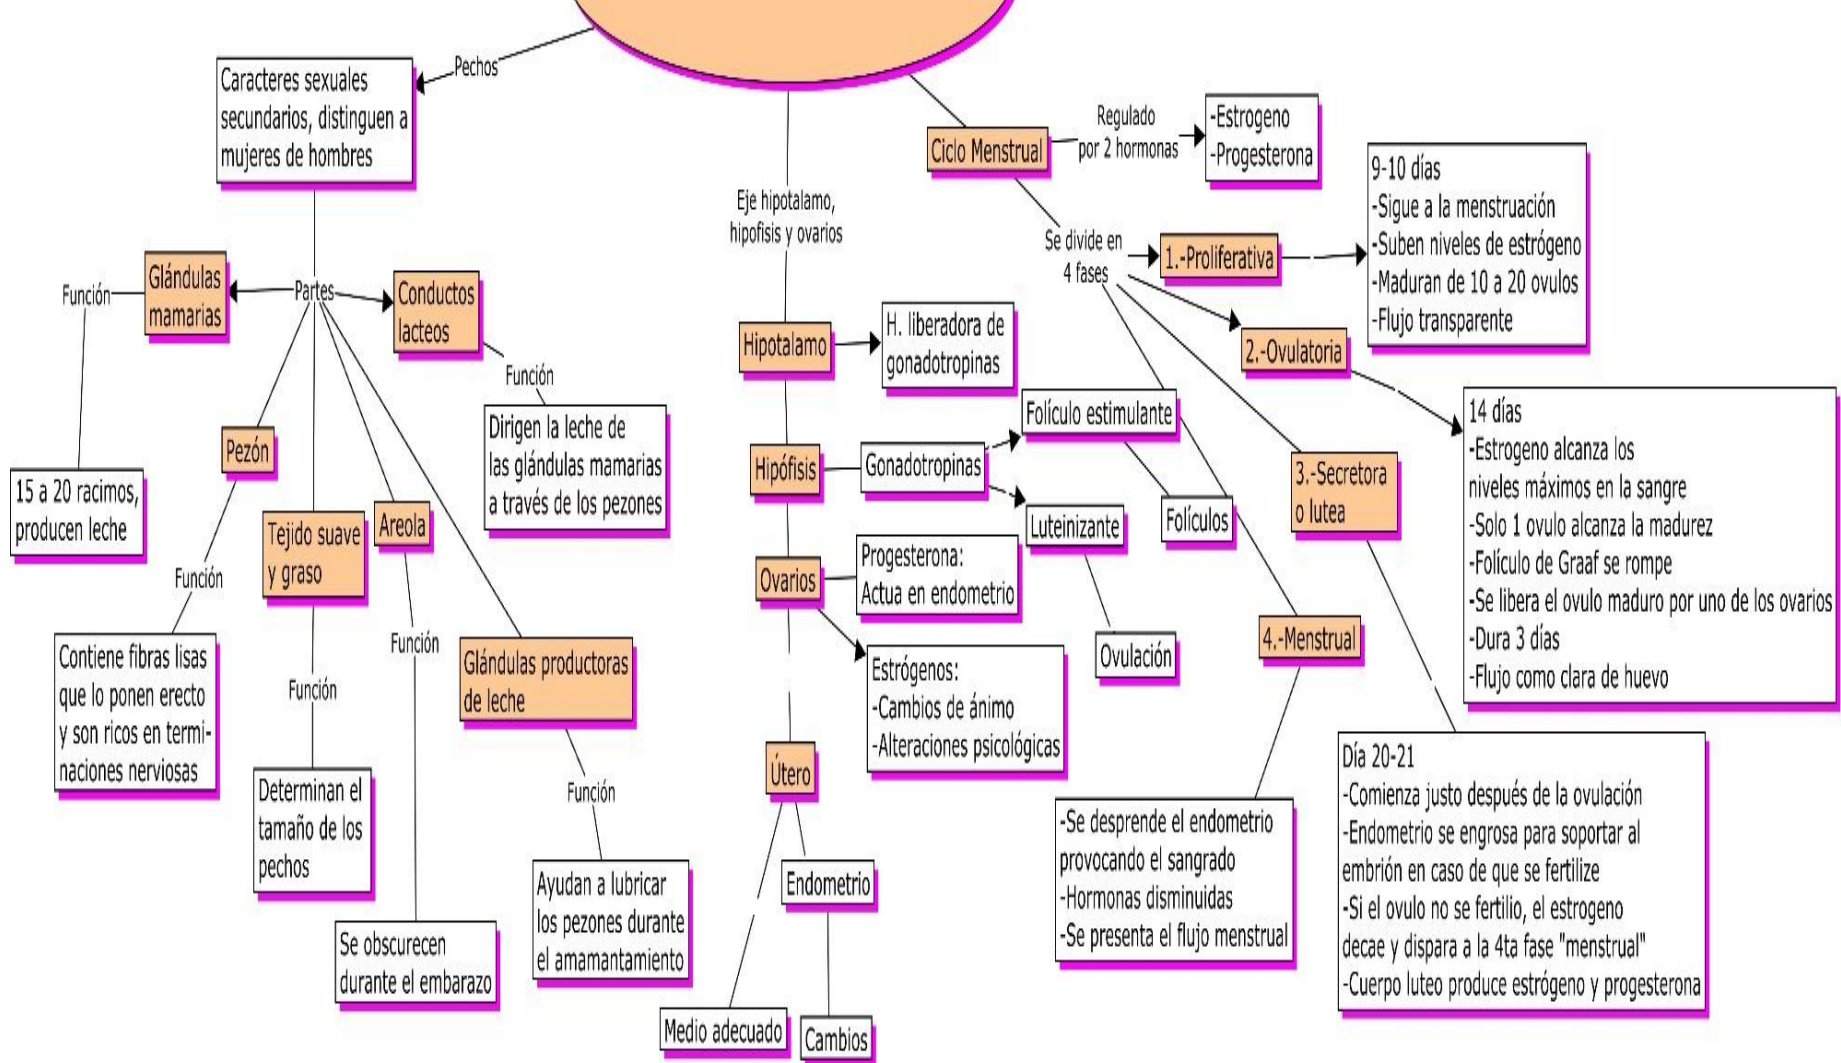 Pechos
Caracteres sexuales
secundarios, distinguen a
mujeres de hombres
Partes
Glándulas
mamarias
Función
15 a 20 racimos,
producen leche
Pezón
Función
Contiene fibras lisas
que lo ponen erecto
y son ricos en termi-
naciones nerviosas
Tejido suave
y graso
Función
Determinan el
tamaño de los
pechos
Areola
Función
Se obscurecen
durante el embarazo
Glándulas productoras
de leche
Función
Ayudan a lubricar
los pezones durante
el amamantamiento
Conductos
lacteos
Función
Dirigen la leche de
las glándulas mamarias
a través de los pezones
Eje hipotalamo,
hipofisis y ovarios
Hipotalamo
H. liberadora de
gonadotropinas
Hipófisis
Gonadotropinas
Folículo estimulante
Folículos
Luteinizante
Ovulación
Ovarios
Progesterona:
Actua en endometrio
Estrógenos:
-Cambios de ánimo
-Alteraciones psicológicas
Útero
Medio adecuado
Endometrio
Cambios
Ciclo Menstrual
Regulado
por 2 hormonas
-Estrogeno
-Progesterona
Se divide en
4 fases
1.-Proliferativa
9-10 días
-Sigue a la menstruación
-Suben niveles de estrógeno
-Maduran de 10 a 20 ovulos
-Flujo transparente
2.-Ovulatoria
14 días
-Estrogeno alcanza los
niveles máximos en la sangre
-Solo 1 ovulo alcanza la madurez
-Folículo de Graaf se rompe
-Se libera el ovulo maduro por uno de los ovarios
-Dura 3 días
-Flujo como clara de huevo
3.-Secretora
o lutea
Día 20-21
-Comienza justo después de la ovulación
-Endometrio se engrosa para soportar al
embrión en caso de que se fertilize
-Si el ovulo no se fertilio, el estrogeno
decae y dispara a la 4ta fase "menstrual"
-Cuerpo luteo produce estrógeno y progesterona
4.-Menstrual
-Se desprende el endometrio
provocando el sangrado
-Hormonas disminuidas
-Se presenta el flujo menstrual